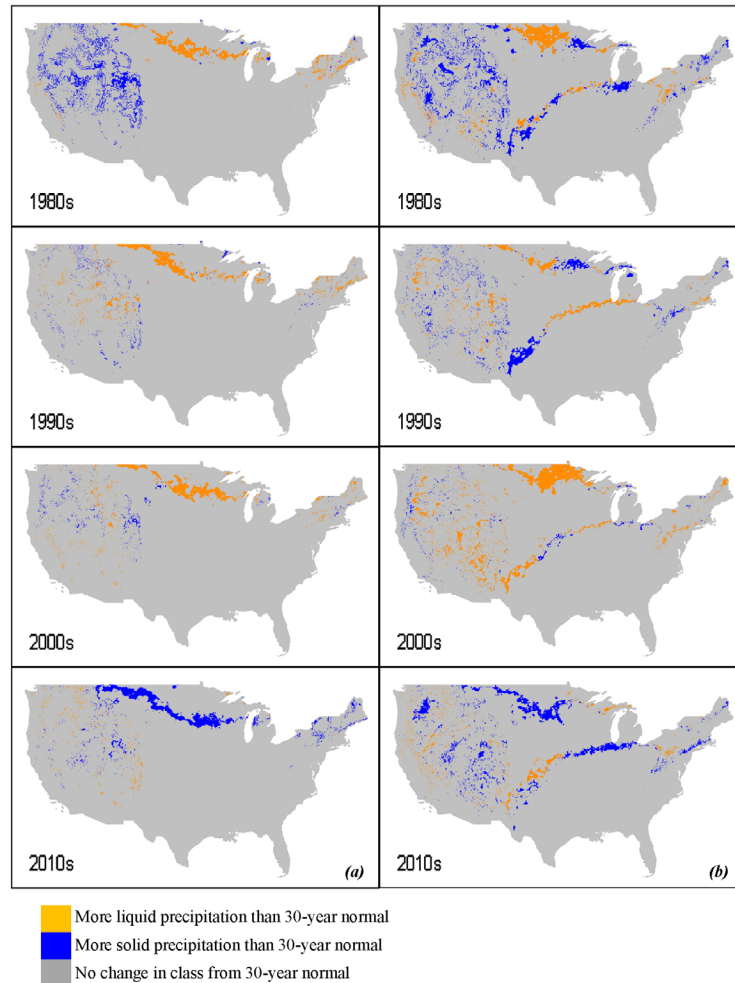 1980s
1980s
1990s
1990s
2000s
2000s
2010s
(a)
2010s
(b)
More liquid precipitation than 30-year normal
More solid precipitation than 30-year normal
No change in class from 30-year normal